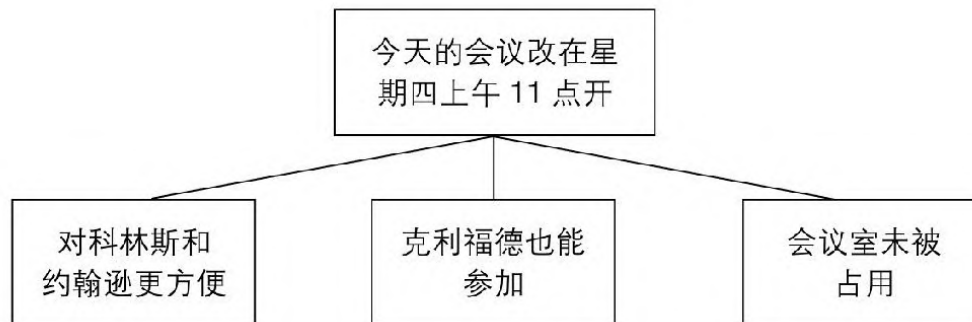 今天的会议改在星
期四上午 11 点开
对科林斯和
约翰逊更方便
克利福德也能
参加
会议室未被
占用